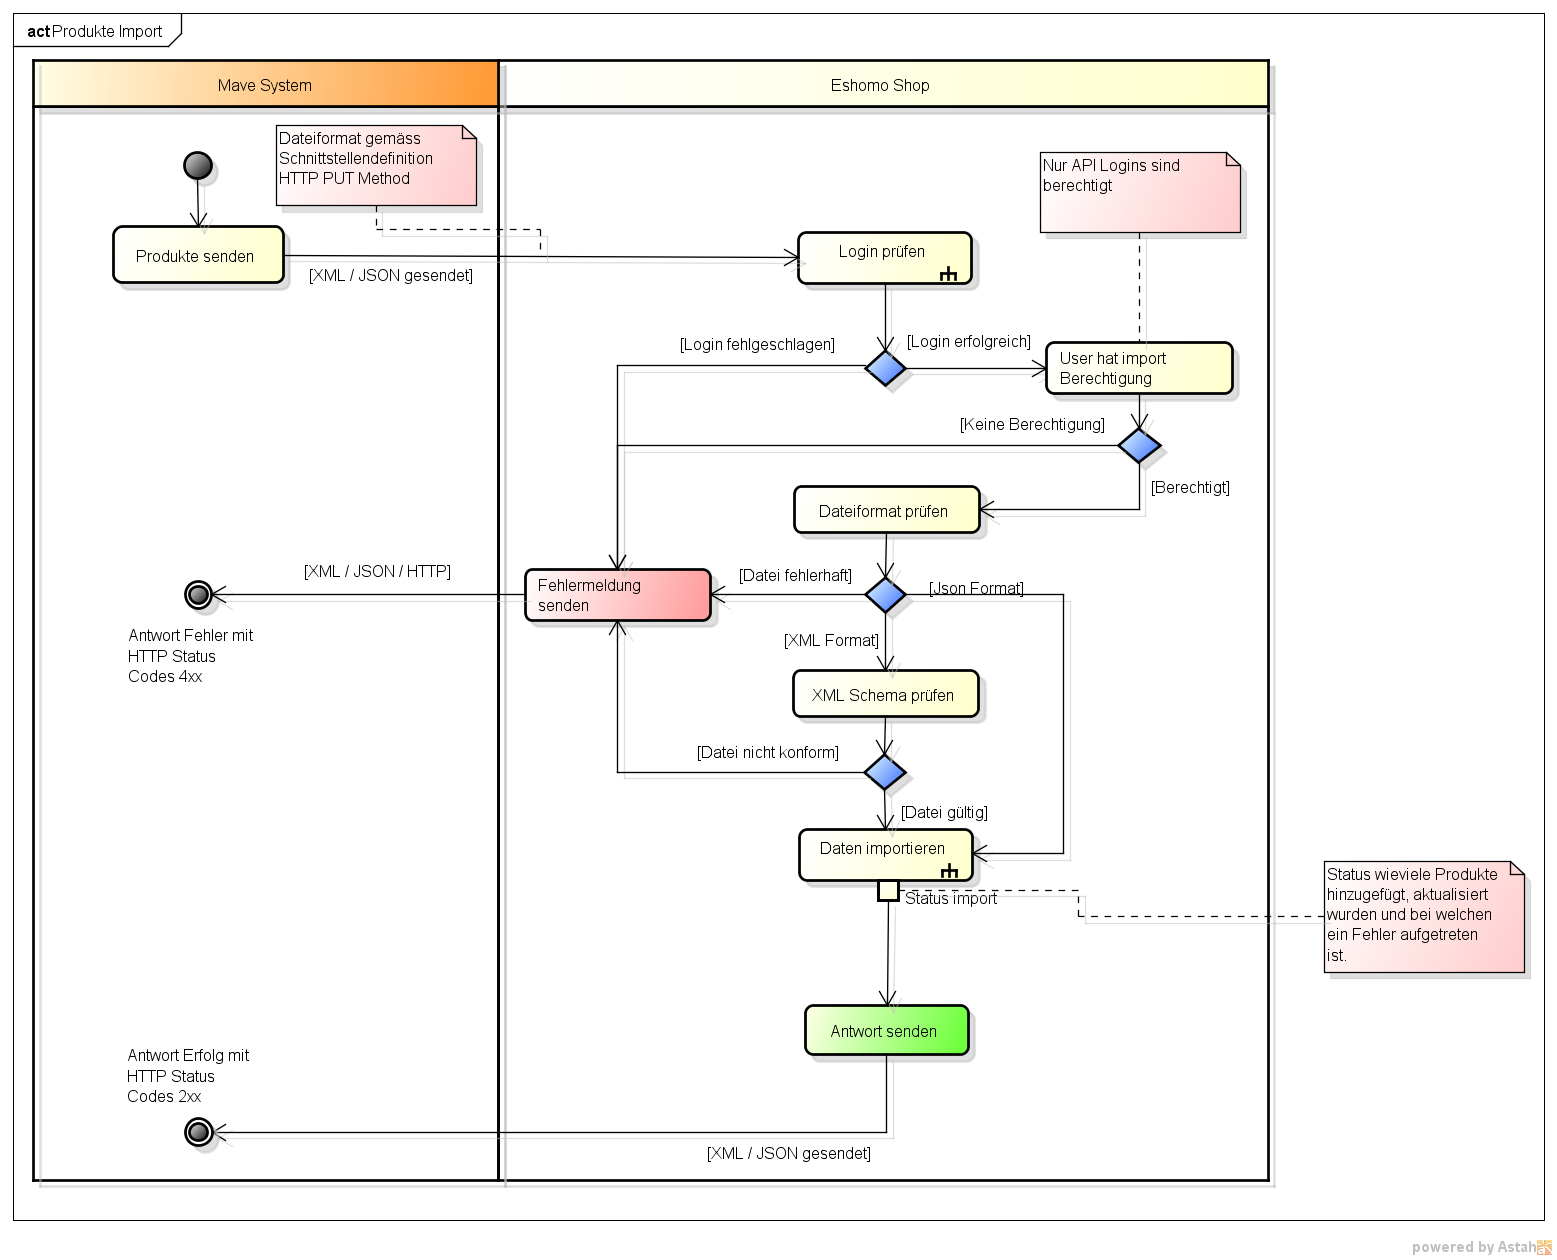 act Produkte Import
Mave System
Eshomo Shop
Dateiformat gemäss
Schnittstellendefinition
HTTP PUT Method
Nur API Logins sind
berechtigt
Produkte senden
[XML / JSON gesendet]
Login prüfen
[Login fehlgeschlagen]
[Login erfolgreich]
User hat import
Berechtigung
[Keine Berechtigung]
[Berechtigt]
Dateiformat prüfen
[XML / JSON / HTTP]
Fehlermeldung
senden
[Datei fehlerhaft]
[Json Format]
Antwort Fehler mit
HTTP Status
Codes 4xx
[XML Format]
XML Schema prüfen
[Datei nicht konform]
[Datei gültig]
Daten importieren
Status import
Status wieviele Produkte
hinzugefügt, aktualisiert
wurden und bei welchen
ein Fehler aufgetreten
ist.
Antwort senden
Antwort Erfolg mit
HTTP Status
Codes 2xx
[XML / JSON gesendet]
powered by Astah